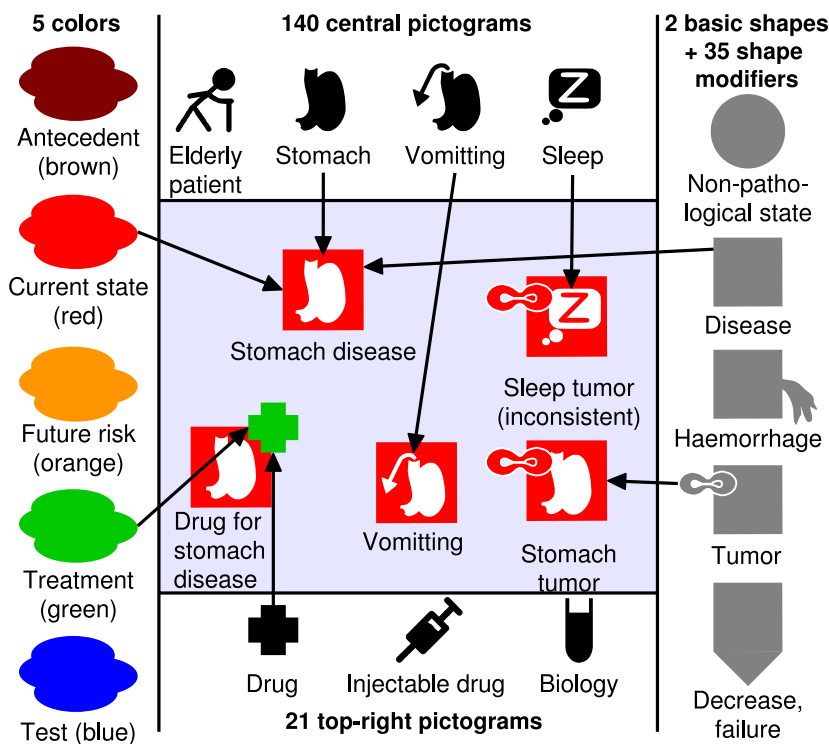 5 colors
Antecedent
(brown)
Current state
(red)
Future risk
(orange)
Treatment
(green)
Test (blue)
140 central pictograms
Elderly
patient
Stomach
Vomitting
Sleep
Z
Stomach disease
Z
Sleep tumor
(inconsistent)
Drug for
stomach
disease
Vomitting
Stomach
tumor
Drug
Injectable drug
Biology
21 top-right pictograms
2 basic shapes
+ 35 shape
modifiers
Non-patho-
logical state
Disease
Haemorrhage
Tumor
Decrease,
failure